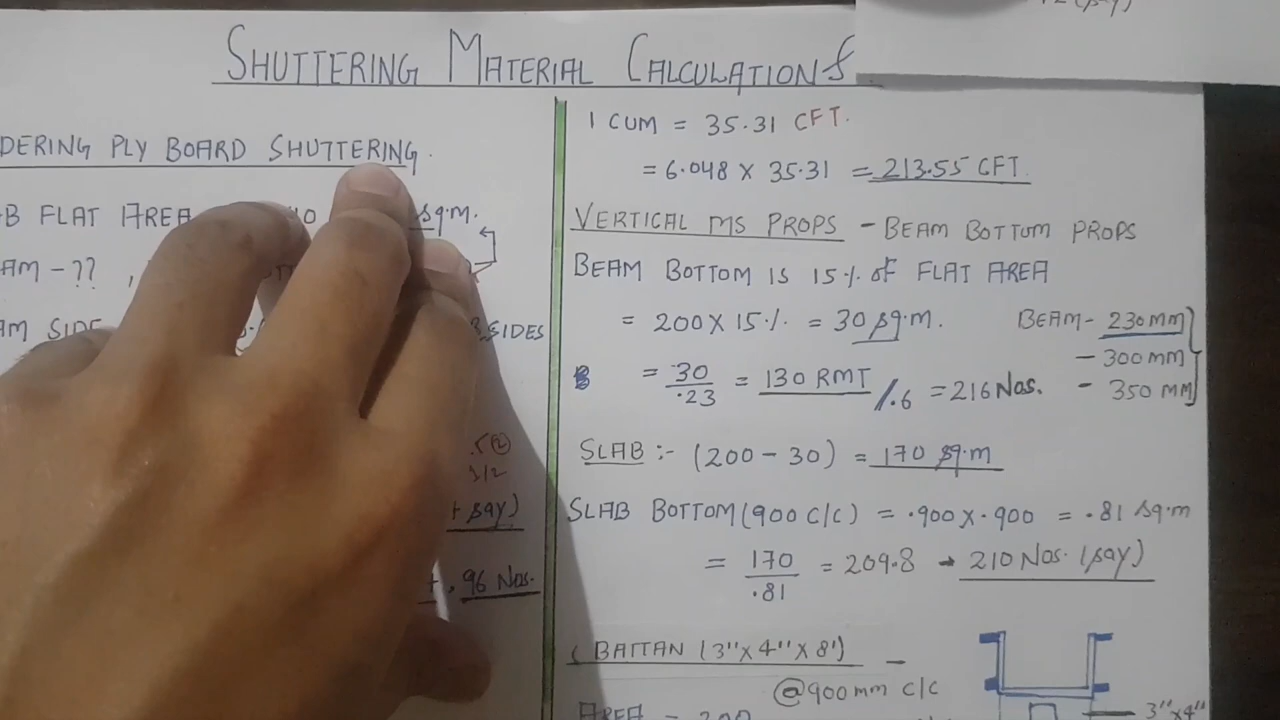 SHUTTERING MATERIAL CALCULATIONS
DERING PLY BOARD SHUTTERING.
B FLAT AREA sq.m.
AM - ?? ,
AM SIDE SIDES
+ say)
, 96 Nos.
1 CUM = 35.31 CFT.
= 6.048 X 35.31 = 213.55 CFT.
VERTICAL MS PROPS - BEAM BOTTOM PROPS
BEAM BOTTOM IS 15% of FLAT AREA
= 200 X 15% = 30 sq.m.
BEAM - 230 mm
- 300 mm
- 350 mm
= 30/.23 = 130 RMT /.6 = 216 Nos.
SLAB :- (200 - 30) = 170 sq.m
SLAB BOTTOM (900 C/C) = .900 X .900 = .81 sq.m
= 170/.81 = 209.8 → 210 Nos. (say)
( BATTAN (3"x4"x8') -
@900mm C/C
AREA = 200
3"x4"